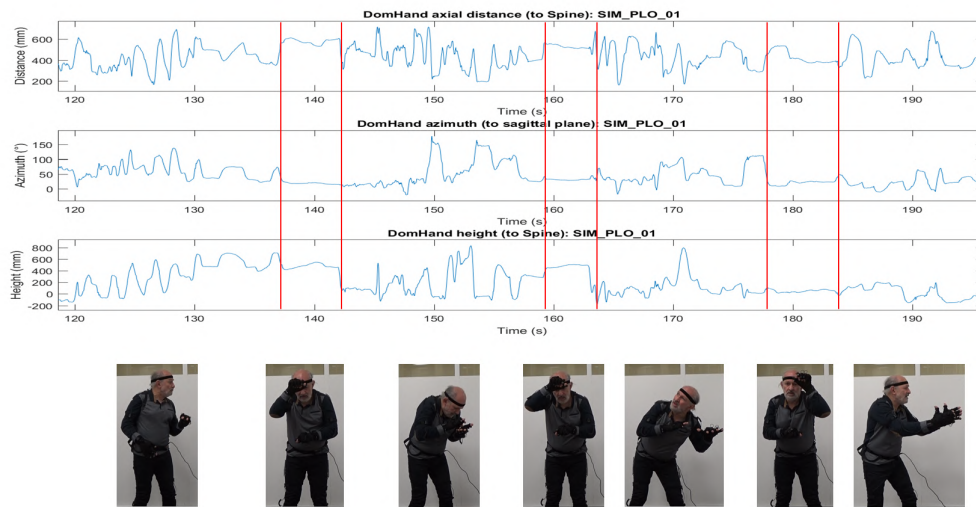 DomHand axial distance (to Spine): SIM_PLO_01
Distance (mm)
600
400
200
119 130 140 150 160 170 180 190
Time (s)
DomHand azimuth (to sagittal plane): SIM_PLO_01
Azimuth (°)
150
100
50
0
119 130 140 150 160 170 180 190
Time (s)
DomHand height (to Spine): SIM_PLO_01
Height (mm)
800
600
400
200
0
-200
119 130 140 150 160 170 180 190
Time (s)